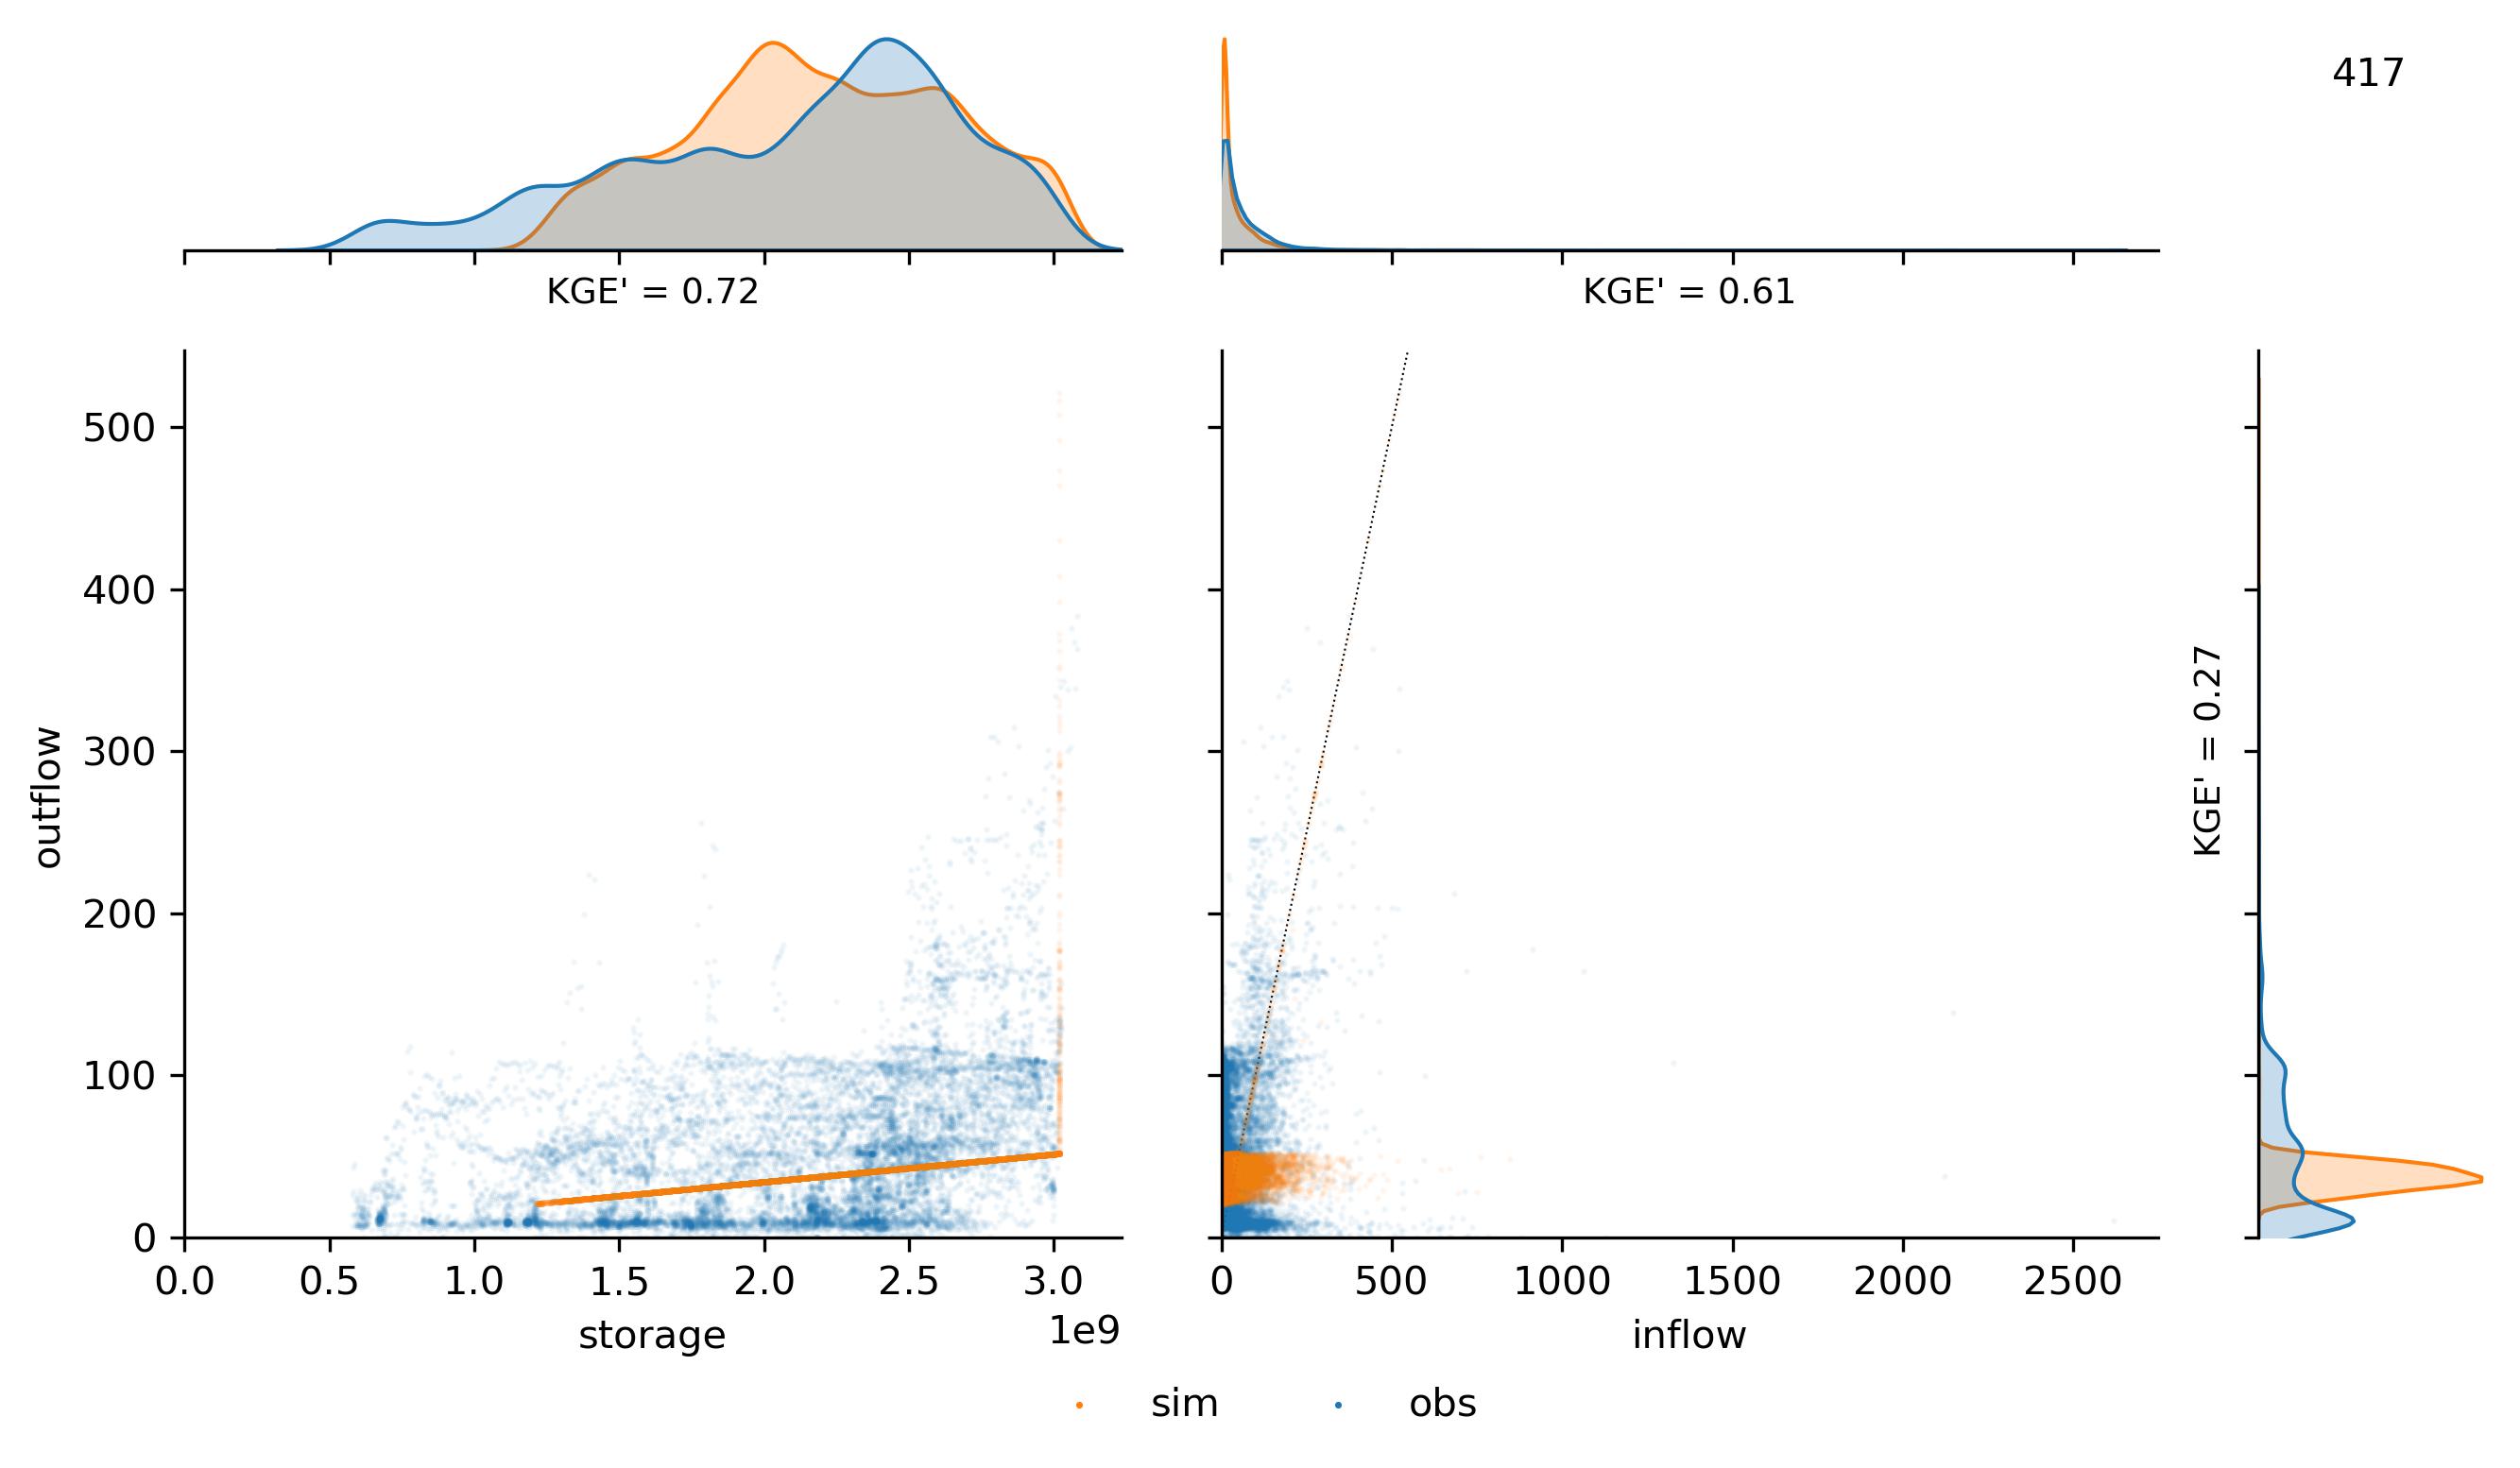 417
KGE' = 0.72
KGE' = 0.61
outflow
500
400
300
200
100
0
KGE' = 0.27
0.0 0.5 1.0 1.5 2.0 2.5 3.0
1e9
storage
0 500 1000 1500 2000 2500
inflow
sim obs